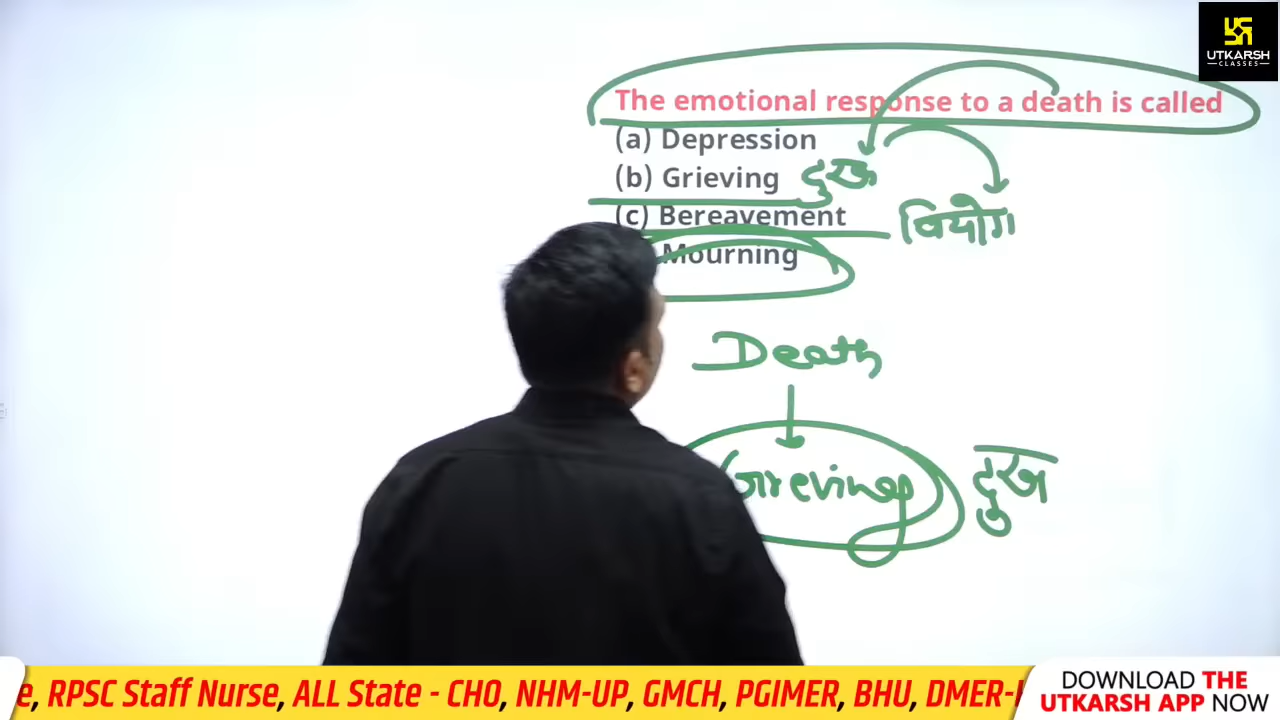 UTKARSH
CLASSES
The emotional response to a death is called
(a) Depression
(b) Grieving दुख
(c) Bereavement वियोग
Mourning
Death
Grieving दुख
e, RPSC Staff Nurse, ALL State - CHO, NHM-UP, GMCH, PGIMER, BHU, DMER-
DOWNLOAD THE
UTKARSH APP NOW